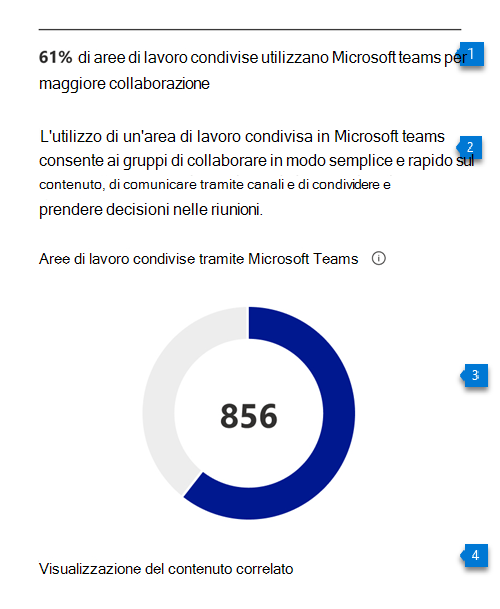 61% di aree di lavoro condivise utilizzano Microsoft teams per 1
maggiore collaborazione
L'utilizzo di un'area di lavoro condivisa in Microsoft teams 2
consente ai gruppi di collaborare in modo semplice e rapido sul
contenuto, di comunicare tramite canali e di condividere e
prendere decisioni nelle riunioni.
Aree di lavoro condivise tramite Microsoft Teams
3
856
4
Visualizzazione del contenuto correlato